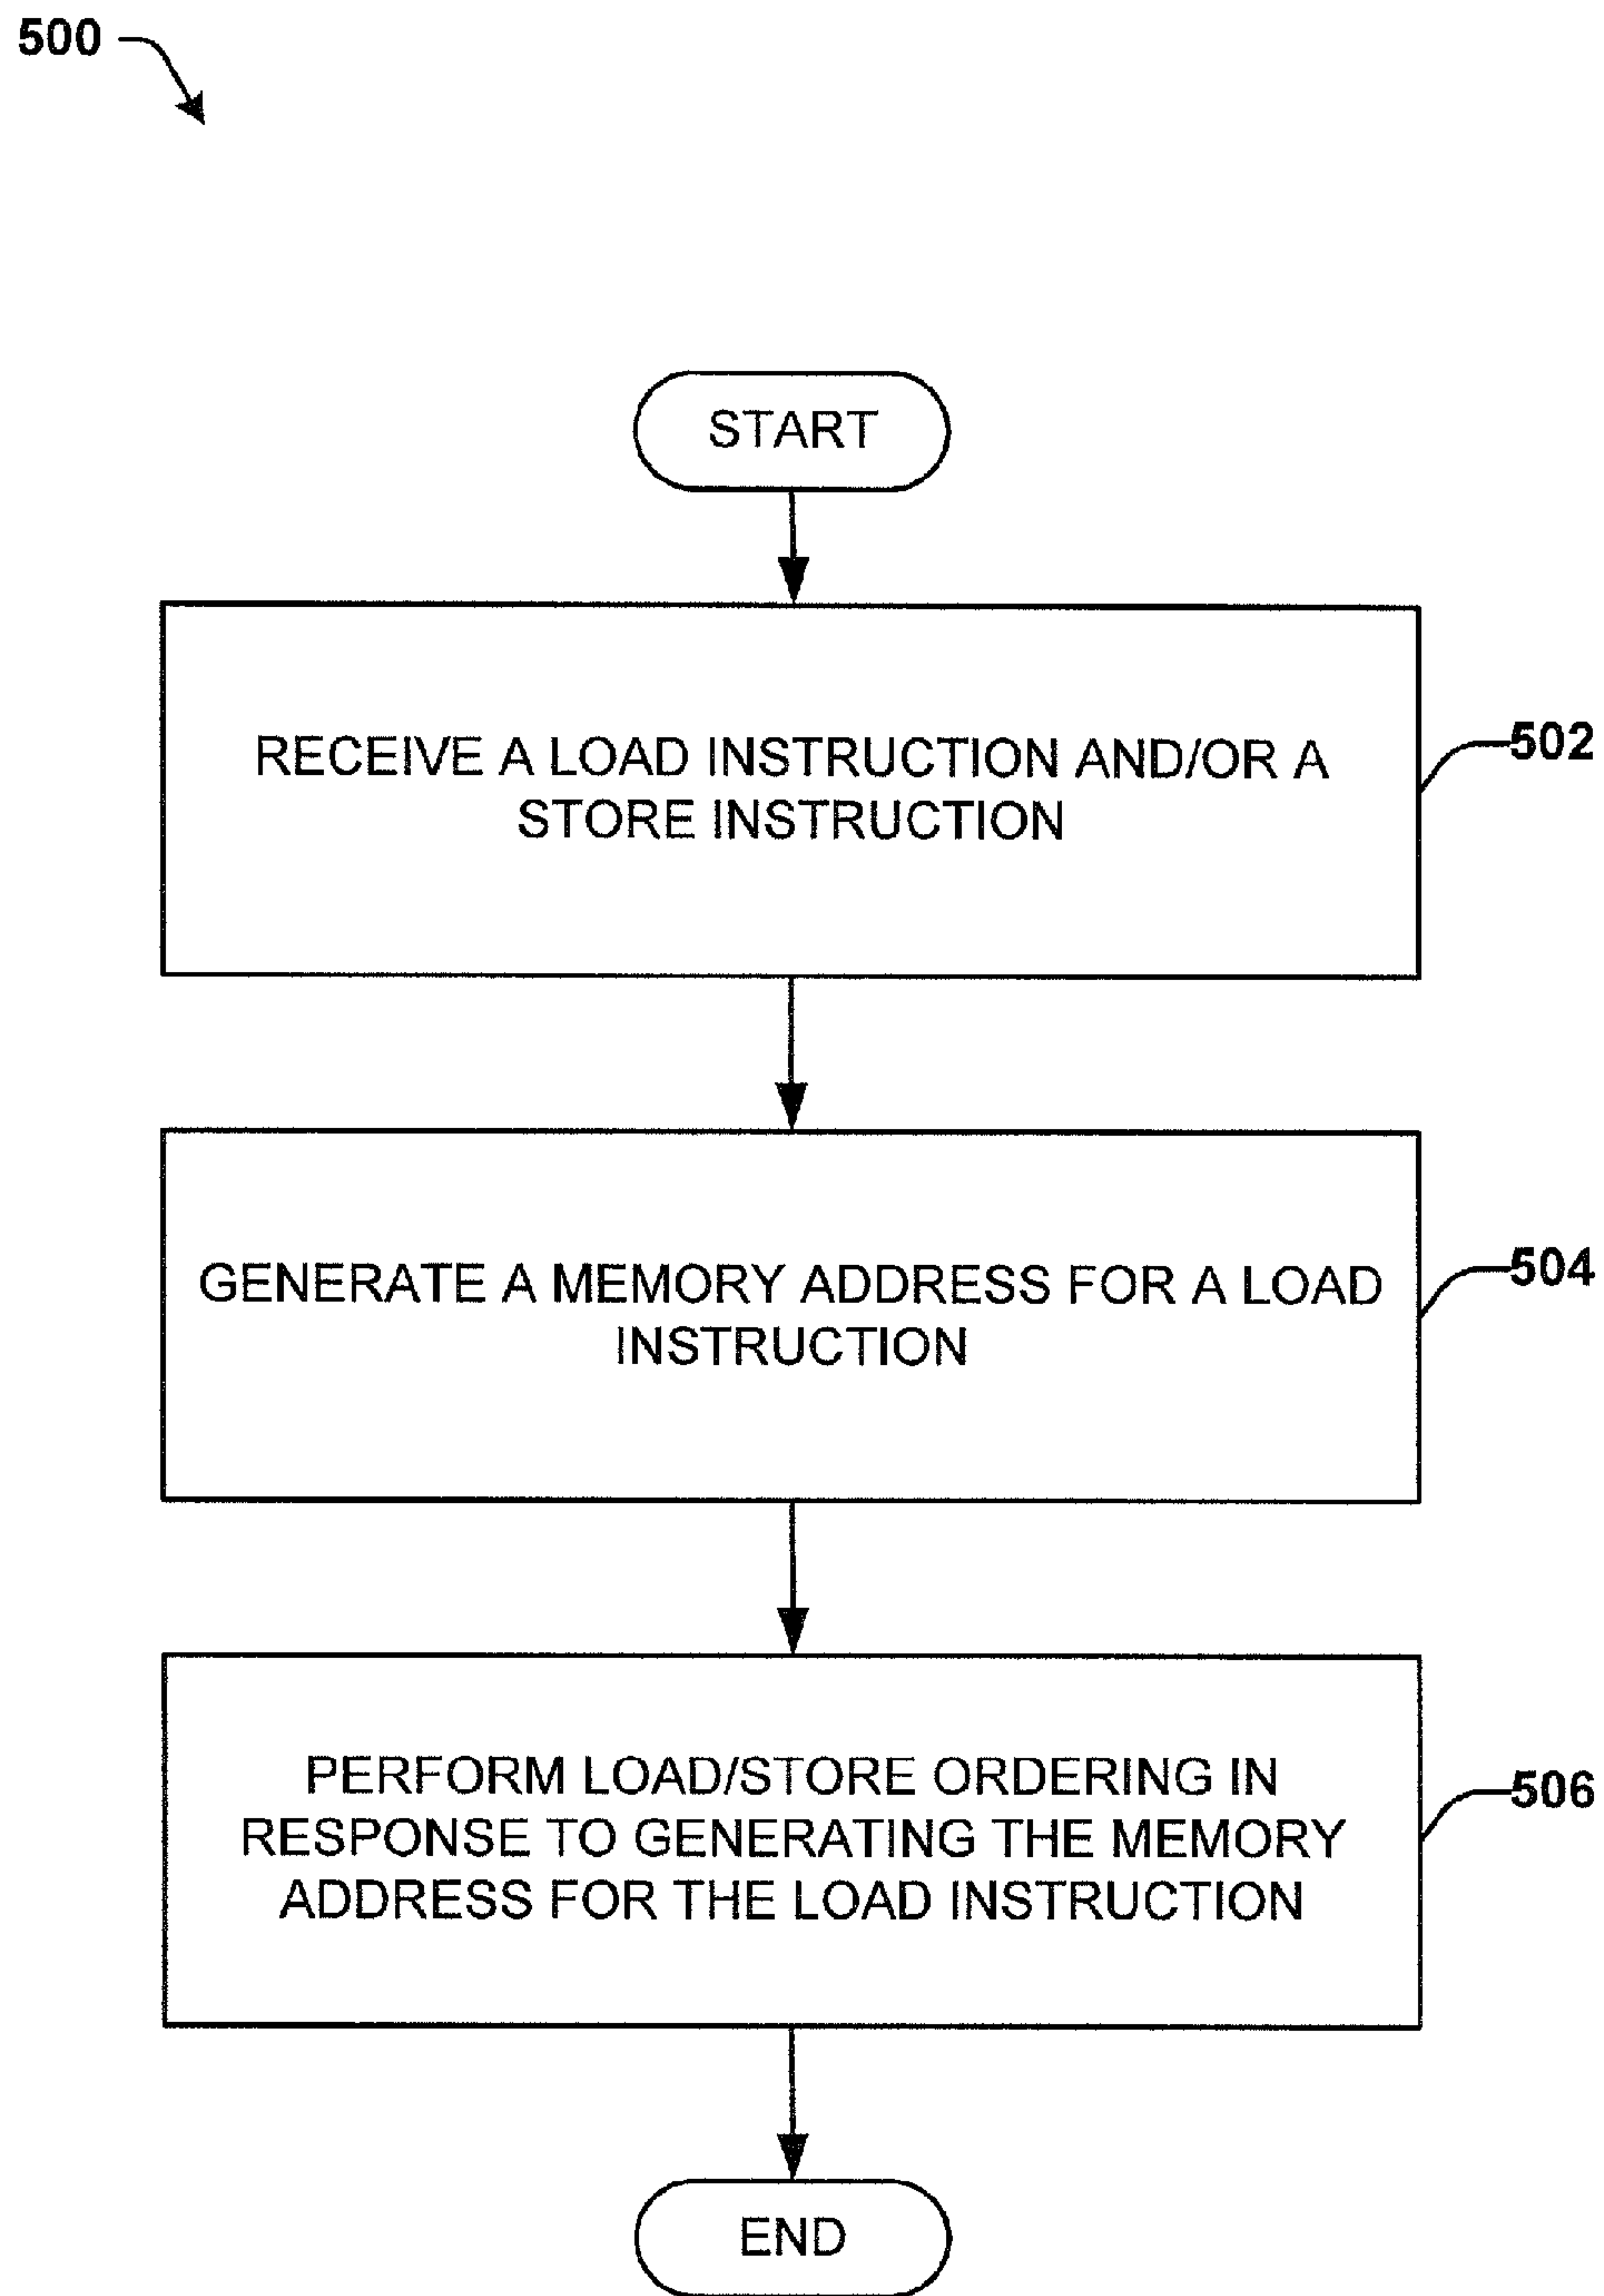 500
START
RECEIVE A LOAD INSTRUCTION AND/OR A
STORE INSTRUCTION
502
GENERATE A MEMORY ADDRESS FOR A LOAD
INSTRUCTION
504
PERFORM LOAD/STORE ORDERING IN
RESPONSE TO GENERATING THE MEMORY
ADDRESS FOR THE LOAD INSTRUCTION
506
END